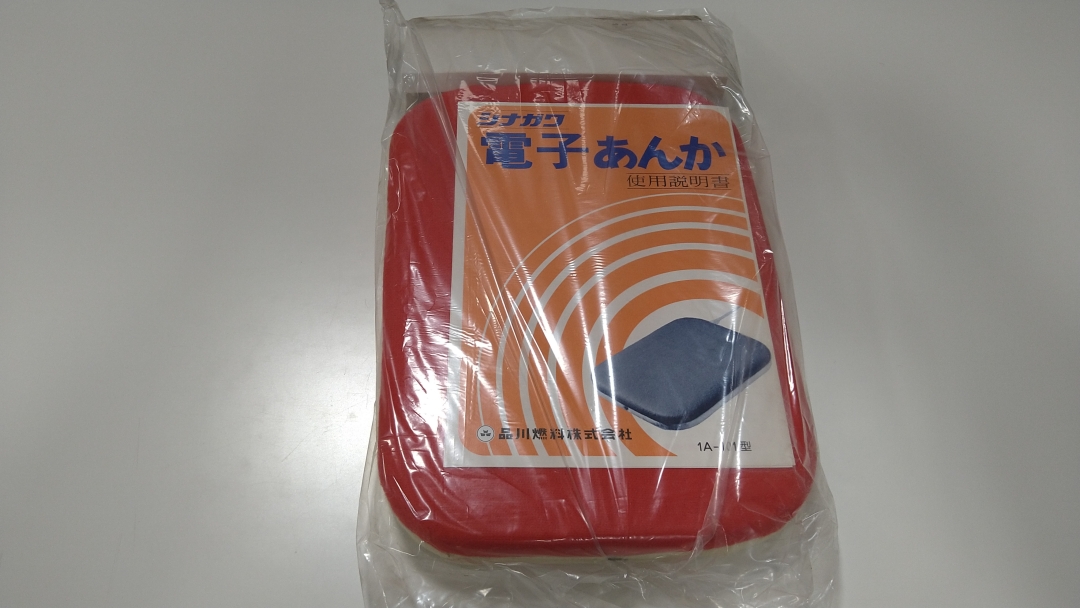 シナガワ
電子あんか
使用説明書
品川燃料株式会社